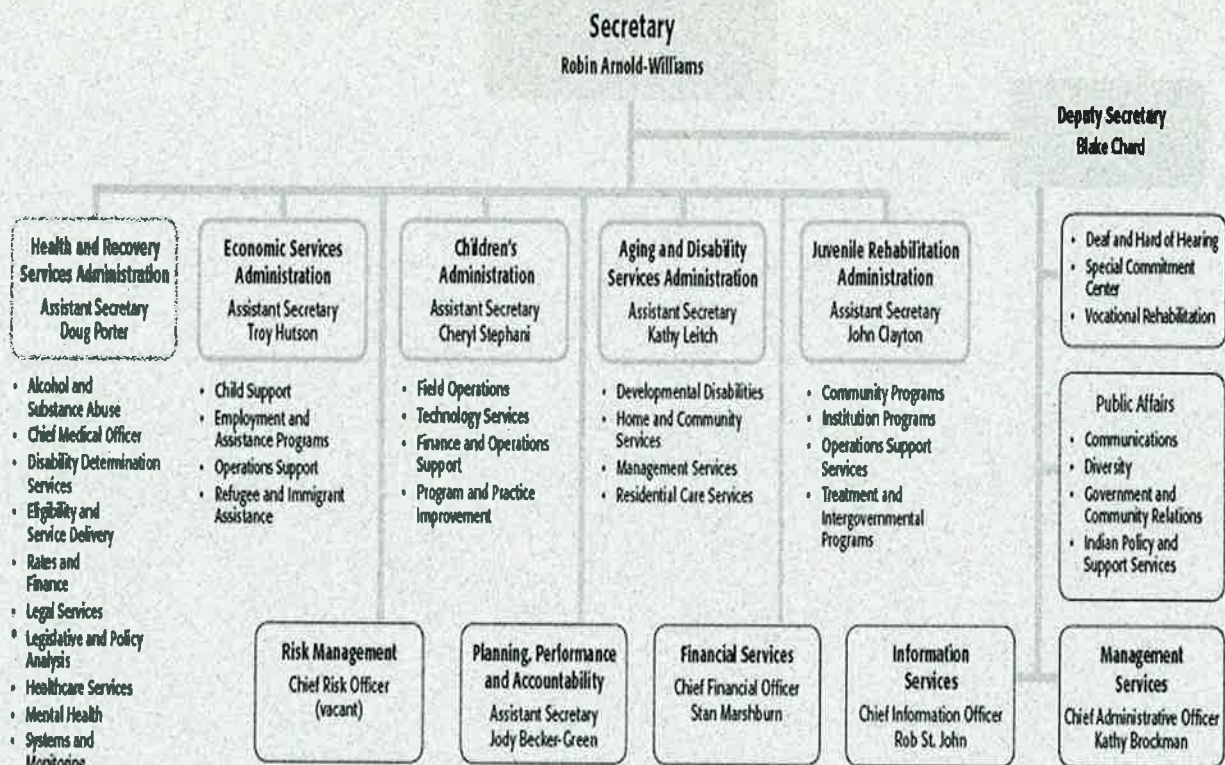 Secretary
Robin Arnold-Williams
Deputy Secretary
Blake Chard
Health and Recovery
Services Administration
Assistant Secretary
Doug Porter
• Alcohol and
Substance Abuse
• Chief Medical Officer
• Disability Determination
Services
• Eligibility and
Service Delivery
• Rates and
Finance
• Legal Services
• Legislative and Policy
Analysis
• Healthcare Services
• Mental Health
• Systems and
Monitoring
Economic Services
Administration
Assistant Secretary
Troy Hutson
• Child Support
• Employment and
Assistance Programs
• Operations Support
• Refugee and Immigrant
Assistance
Children's
Administration
Assistant Secretary
Cheryl Stephani
• Field Operations
• Technology Services
• Finance and Operations
Support
• Program and Practice
Improvement
Aging and Disability
Services Administration
Assistant Secretary
Kathy Leitch
• Developmental Disabilities
• Home and Community
Services
• Management Services
• Residential Care Services
Juvenile Rehabilitation
Administration
Assistant Secretary
John Clayton
• Community Programs
• Institution Programs
• Operations Support
Services
• Treatment and
Intergovernmental
Programs
• Deaf and Hard of Hearing
• Special Commitment
Center
• Vocational Rehabilitation
Public Affairs
• Communications
• Diversity
• Government and
Community Relations
• Indian Policy and
Support Services
Risk Management
Chief Risk Officer
(vacant)
Planning, Performance
and Accountability
Assistant Secretary
Jody Becker-Green
Financial Services
Chief Financial Officer
Stan Marshburn
Information
Services
Chief Information Officer
Rob St. John
Management
Services
Chief Administrative Officer
Kathy Brockman